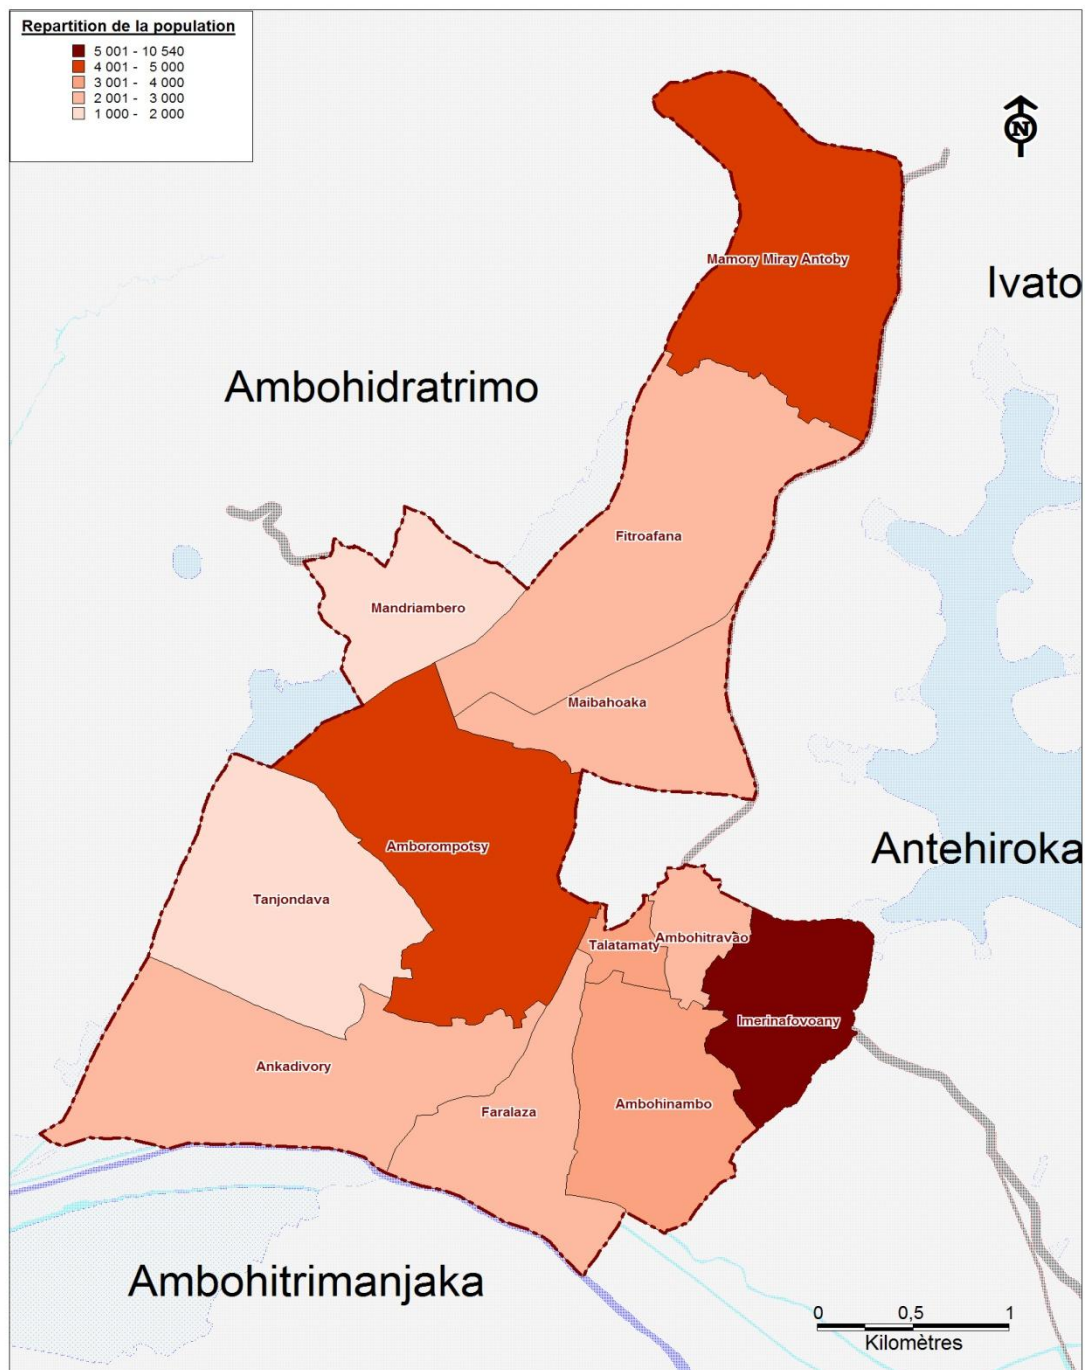 Repartition de la population
5 001 - 10 540
4 001 - 5 000
3 001 - 4 000
2 001 - 3 000
1 000 - 2 000
N
Mamory Miray Antoby
Ivato
Ambohidratrimo
Fitroafana
Mandriambero
Maibahoaka
Amborompotsy
Antehiroka
Tanjondava
Ambohitravao
Talatamaty
Imerinafovoany
Ankadivory
Ambohinambo
Faralaza
Ambohitrimanjaka
0 0,5 1
Kilomètres